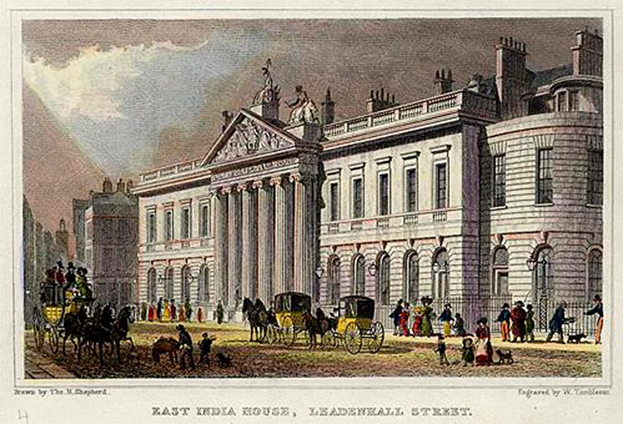 Drawn by Tho. H. Shepherd.
Engraved by W. Tombleson.
EAST INDIA HOUSE, LEADENHALL STREET.